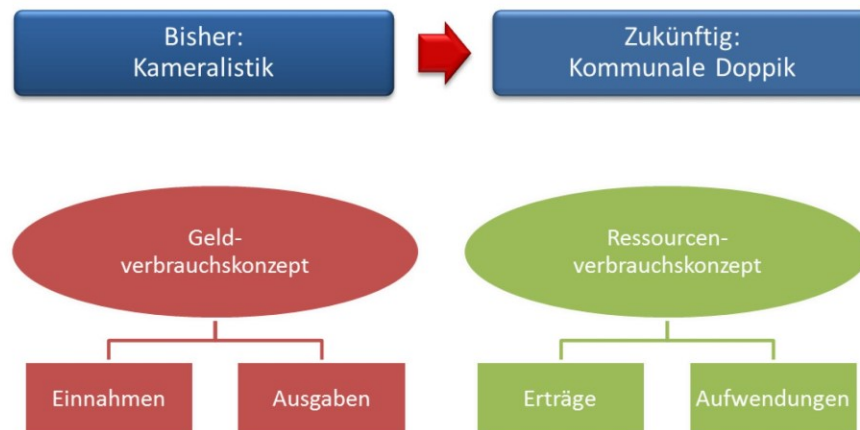 Bisher:
Kameralistik
Zukünftig:
Kommunale Doppik
Geld-
verbrauchskonzept
Ressourcen-
verbrauchskonzept
Einnahmen
Ausgaben
Erträge
Aufwendungen